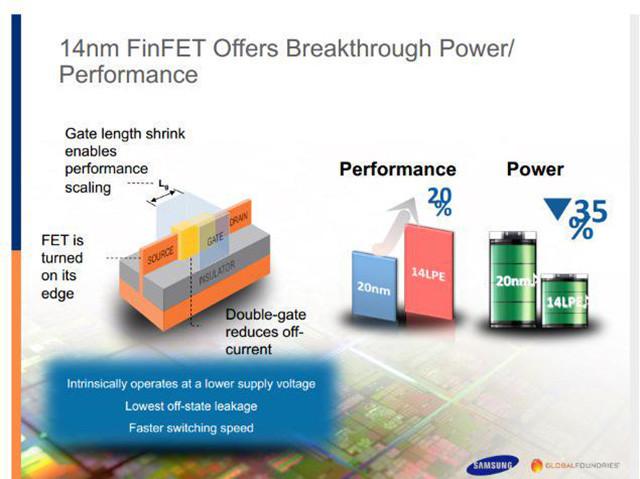 14nm FinFET Offers Breakthrough Power/
Performance
Gate length shrink
enables
performance
scaling
Lg
FET is
turned
on its
edge
SOURCE
GATE
DRAIN
INSULATOR
Double-gate
reduces off-
current
Performance
20
%
20nm
14LPE
Power
35
%
20nm
14LPE
Intrinsically operates at a lower supply voltage
Lowest off-state leakage
Faster switching speed
SAMSUNG
GLOBALFOUNDRIES